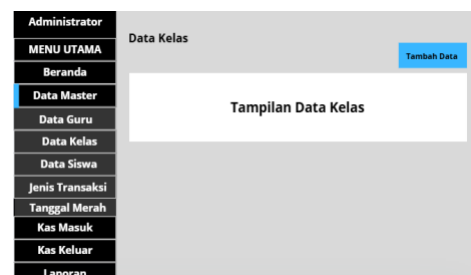 Administrator
MENU UTAMA
Beranda
Data Master
Data Guru
Data Kelas
Data Siswa
Jenis Transaksi
Tanggal Merah
Kas Masuk
Kas Keluar
Laporan
Data Kelas
Tambah Data
Tampilan Data Kelas